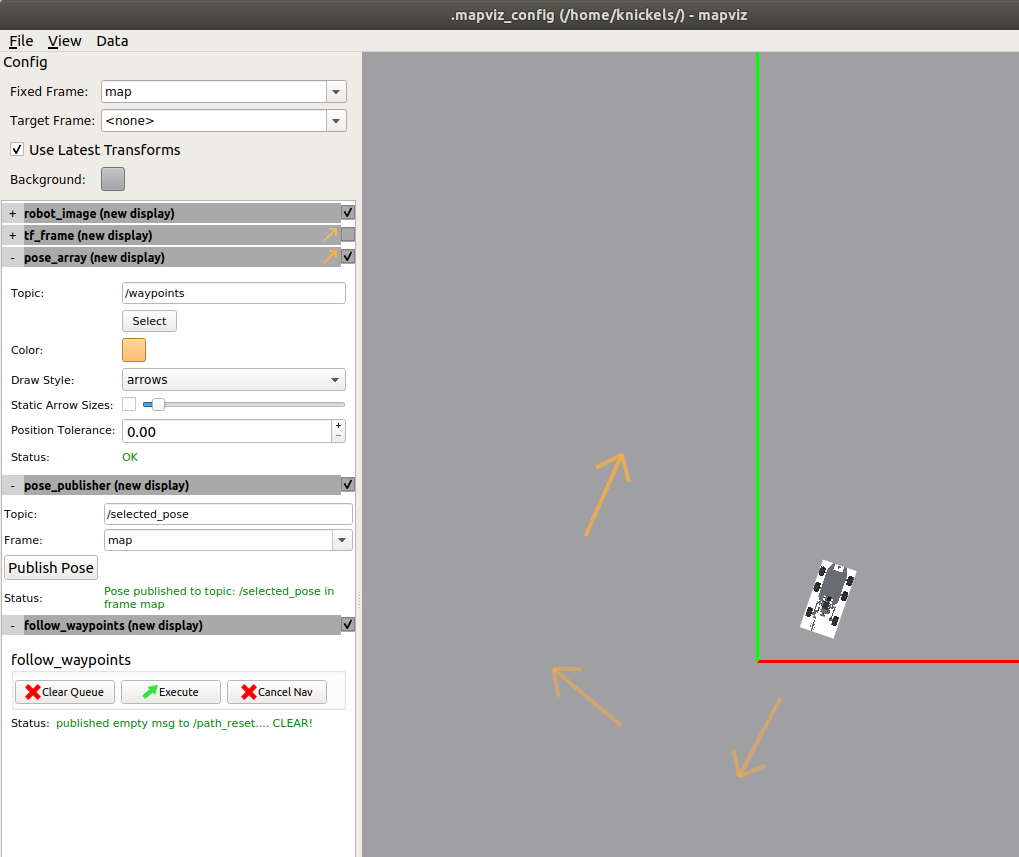 .mapviz_config (/home/knickels/) - mapviz
File View Data
Config
Fixed Frame: map
Target Frame: <none>
Use Latest Transforms
Background:
+ robot_image (new display)
+ tf_frame (new display)
- pose_array (new display)
Topic: /waypoints
Select
Color:
Draw Style: arrows
Static Arrow Sizes:
Position Tolerance: 0.00
Status: OK
- pose_publisher (new display)
Topic: /selected_pose
Frame: map
Publish Pose
Status: Pose published to topic: /selected_pose in
frame map
- follow_waypoints (new display)
follow_waypoints
Clear Queue Execute Cancel Nav
Status: published empty msg to /path_reset.... CLEAR!